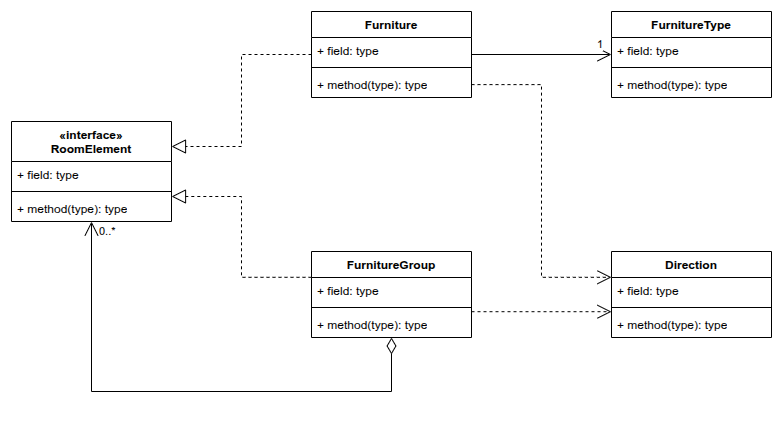 Furniture
+ field: type
+ method(type): type
1
FurnitureType
+ field: type
+ method(type): type
«interface»
RoomElement
+ field: type
+ method(type): type
0..*
FurnitureGroup
+ field: type
+ method(type): type
Direction
+ field: type
+ method(type): type